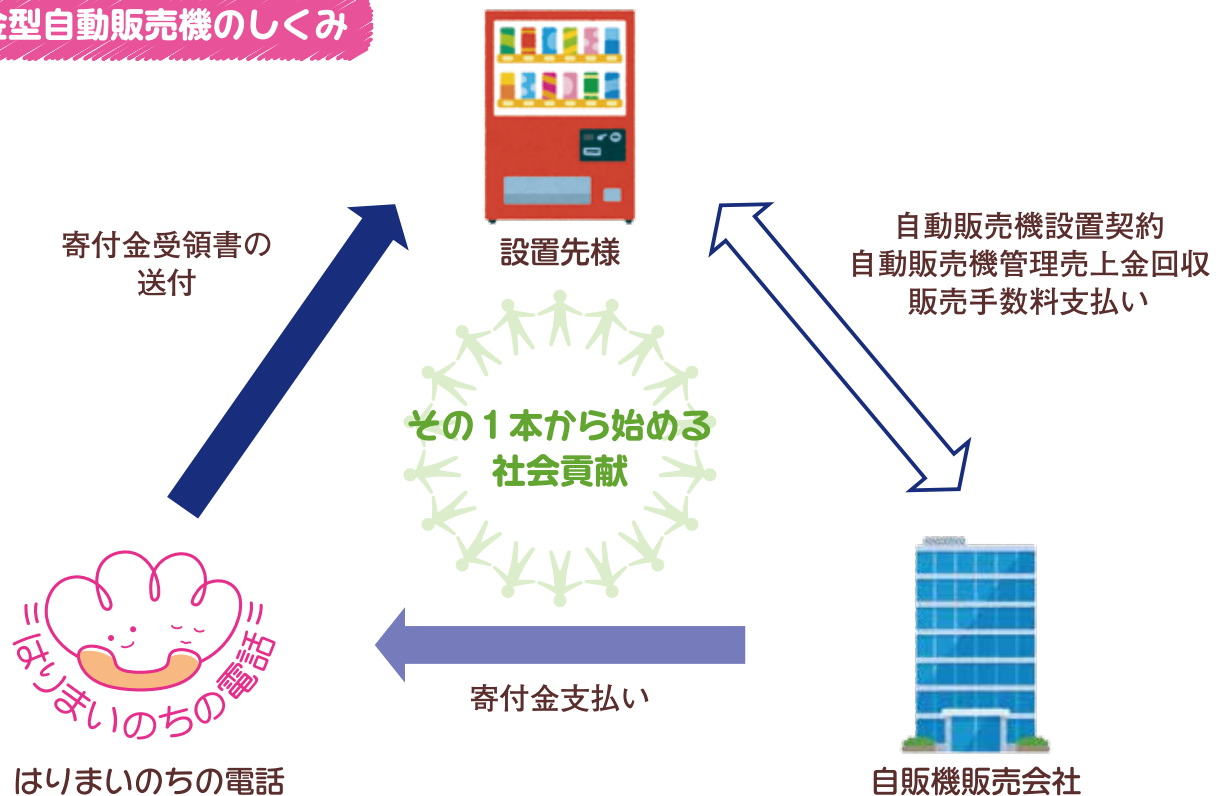 金型自動販売機のしくみ
設置先様
寄付金受領書の
送付
自動販売機設置契約
自動販売機管理売上金回収
販売手数料支払い
その1本から始める
社会貢献
寄付金支払い
はりまいのちの電話
はりまいのちの電話
自販機販売会社